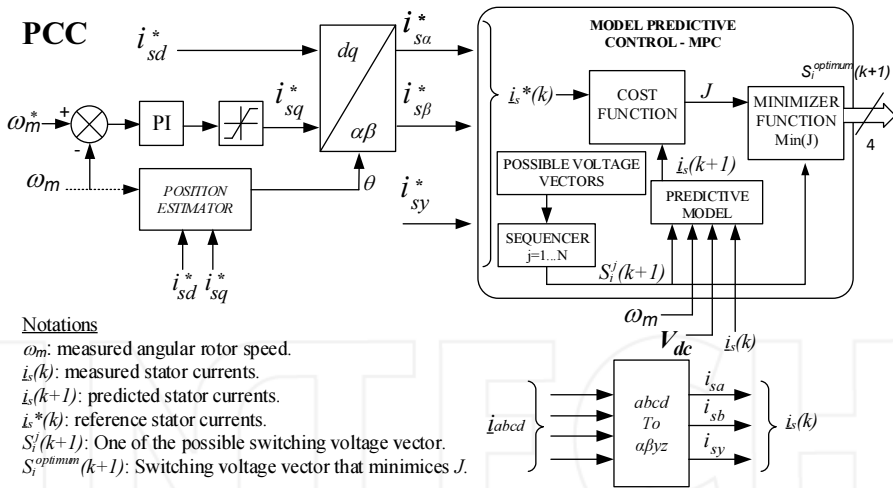 PCC
i*sd
dq
αβ
i*sα
i*sβ
i*sq
i*sy
ω*m
+
-
PI
ωm
POSITION
ESTIMATOR
θ
i*sd
i*sq
MODEL PREDICTIVE
CONTROL - MPC
is*(k)
COST
FUNCTION
J
MINIMIZER
FUNCTION
Min(J)
Si^optimum(k+1)
4
POSSIBLE VOLTAGE
VECTORS
is(k+1)
PREDICTIVE
MODEL
SEQUENCER
j=1...N
Si^j(k+1)
ωm
Vdc
is(k)
Notations
ωm: measured angular rotor speed.
is(k): measured stator currents.
is(k+1): predicted stator currents.
is*(k): reference stator currents.
Si^j(k+1): One of the possible switching voltage vector.
Si^optimum(k+1): Switching voltage vector that minimices J.
iabcd
abcd
To
αβyz
isa
isb
isy
is(k)
INTECH